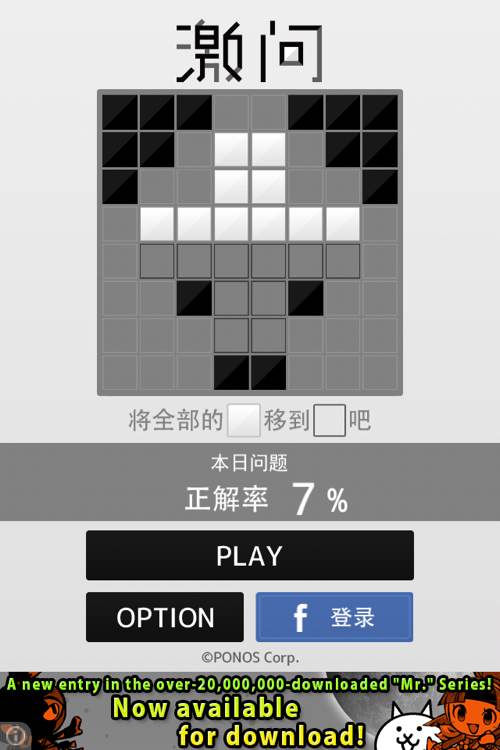 激问
将全部的 移到 吧
本日问题
正解率 7 %
PLAY
OPTION
f 登录
©PONOS Corp.
A new entry in the over-20,000,000-downloaded "Mr." Series!
Now available
for download!